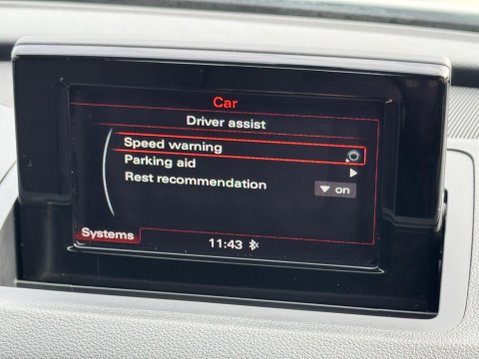 Car
Driver assist
Speed warning
Parking aid
Rest recommendation
on
Systems
11:43